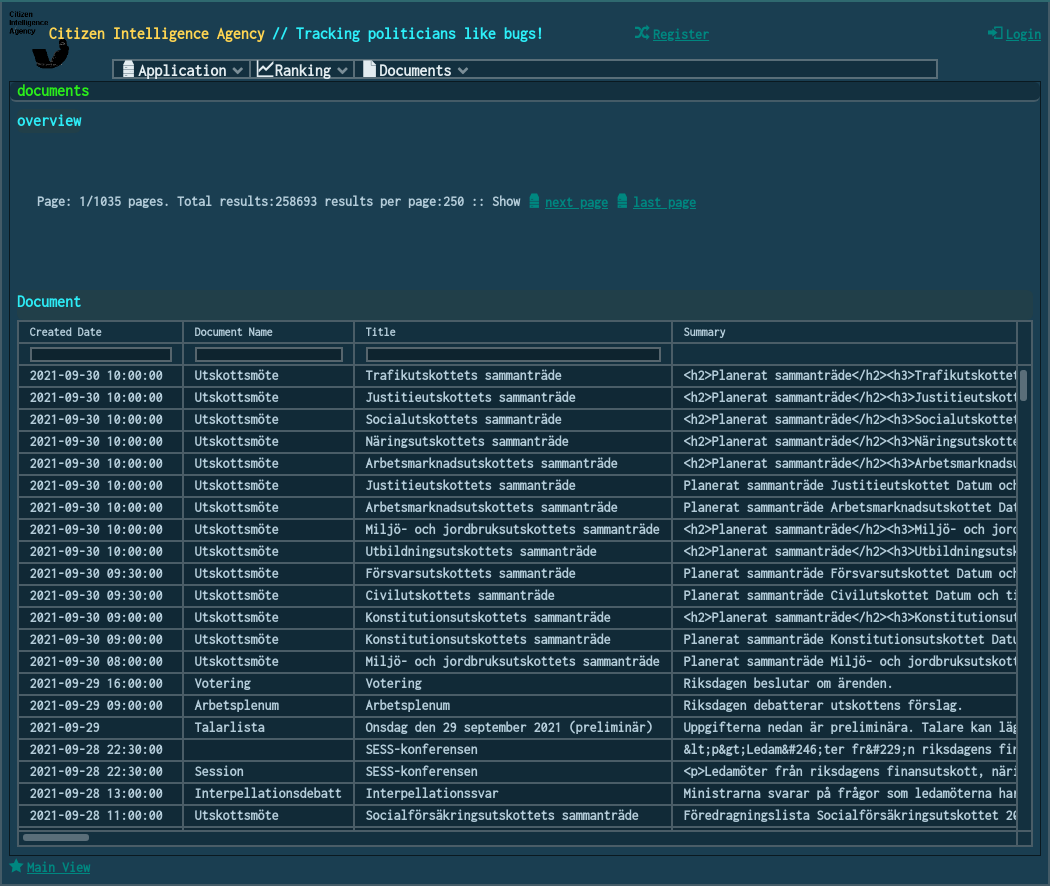 Citizen
Intelligence
Agency
Citizen Intelligence Agency // Tracking politicians like bugs!
Register
Login
Application Ranking Documents
documents
overview
Page: 1/1035 pages. Total results:258693 results per page:250 :: Show next page last page
Document
Created Date Document Name Title Summary
2021-09-30 10:00:00 Utskottsmöte Trafikutskottets sammanträde <h2>Planerat sammanträde</h2><h3>Trafikutskottet
2021-09-30 10:00:00 Utskottsmöte Justitieutskottets sammanträde <h2>Planerat sammanträde</h2><h3>Justitieutskott
2021-09-30 10:00:00 Utskottsmöte Socialutskottets sammanträde <h2>Planerat sammanträde</h2><h3>Socialutskottet
2021-09-30 10:00:00 Utskottsmöte Näringsutskottets sammanträde <h2>Planerat sammanträde</h2><h3>Näringsutskotte
2021-09-30 10:00:00 Utskottsmöte Arbetsmarknadsutskottets sammanträde <h2>Planerat sammanträde</h2><h3>Arbetsmarknadsu
2021-09-30 10:00:00 Utskottsmöte Justitieutskottets sammanträde Planerat sammanträde Justitieutskottet Datum och
2021-09-30 10:00:00 Utskottsmöte Arbetsmarknadsutskottets sammanträde Planerat sammanträde Arbetsmarknadsutskottet Dat
2021-09-30 10:00:00 Utskottsmöte Miljö- och jordbruksutskottets sammanträde <h2>Planerat sammanträde</h2><h3>Miljö- och jord
2021-09-30 10:00:00 Utskottsmöte Utbildningsutskottets sammanträde <h2>Planerat sammanträde</h2><h3>Utbildningsutsk
2021-09-30 09:30:00 Utskottsmöte Försvarsutskottets sammanträde Planerat sammanträde Försvarsutskottet Datum och
2021-09-30 09:30:00 Utskottsmöte Civilutskottets sammanträde Planerat sammanträde Civilutskottet Datum och ti
2021-09-30 09:00:00 Utskottsmöte Konstitutionsutskottets sammanträde <h2>Planerat sammanträde</h2><h3>Konstitutionsut
2021-09-30 09:00:00 Utskottsmöte Konstitutionsutskottets sammanträde Planerat sammanträde Konstitutionsutskottet Datu
2021-09-30 08:00:00 Utskottsmöte Miljö- och jordbruksutskottets sammanträde Planerat sammanträde Miljö- och jordbruksutskott
2021-09-29 16:00:00 Votering Votering Riksdagen beslutar om ärenden.
2021-09-29 09:00:00 Arbetsplenum Arbetsplenum Riksdagen debatterar utskottens förslag.
2021-09-29 Talarlista Onsdag den 29 september 2021 (preliminär) Uppgifterna nedan är preliminära. Talare kan läg
2021-09-28 22:30:00 SESS-konferensen &lt;p&gt;Ledam&#246;ter fr&#229;n riksdagens fin
2021-09-28 22:30:00 Session SESS-konferensen <p>Ledamöter från riksdagens finansutskott, näri
2021-09-28 13:00:00 Interpellationsdebatt Interpellationssvar Ministrarna svarar på frågor som ledamöterna har
2021-09-28 11:00:00 Utskottsmöte Socialförsäkringsutskottets sammanträde Föredragningslista Socialförsäkringsutskottet 20
Main View